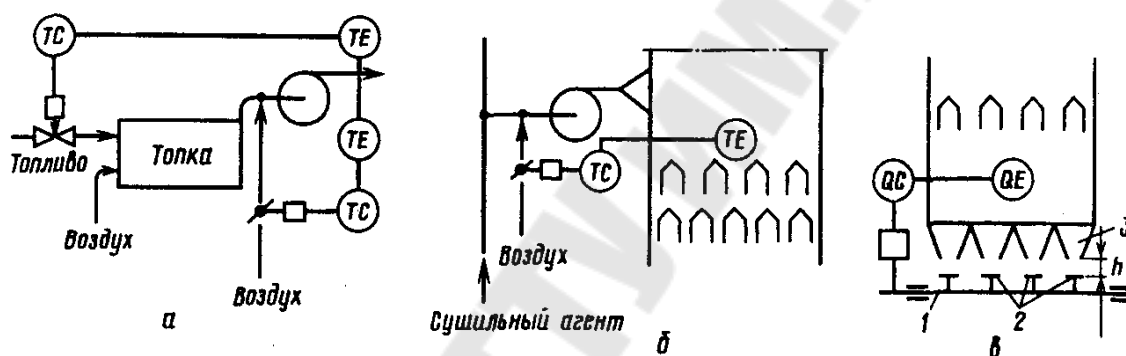 TC
TE
Топливо
Топка
Воздух
TE
TC
Воздух
а
TE
TC
Воздух
Сушильный агент
б
QC
QE
3
h
1
2
в